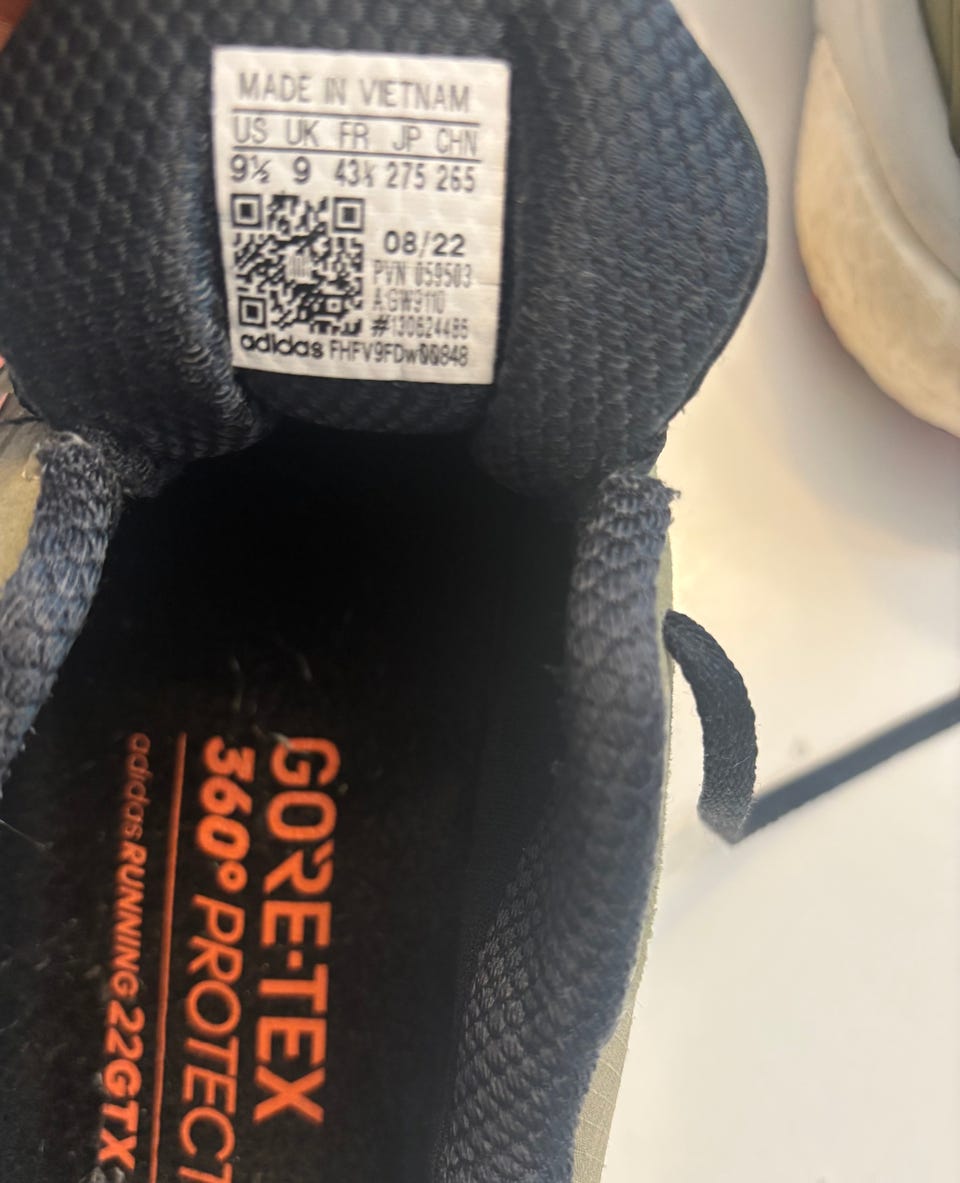 MADE IN VIETNAM
US UK FR JP CHN
9½ 9 43⅓ 275 265
08/22
PVN 059503
A:GW9110
#130624485
adidas FHFV9FDw00848
GORE-TEX
360° PROTECT
adidas RUNNING 22GTX